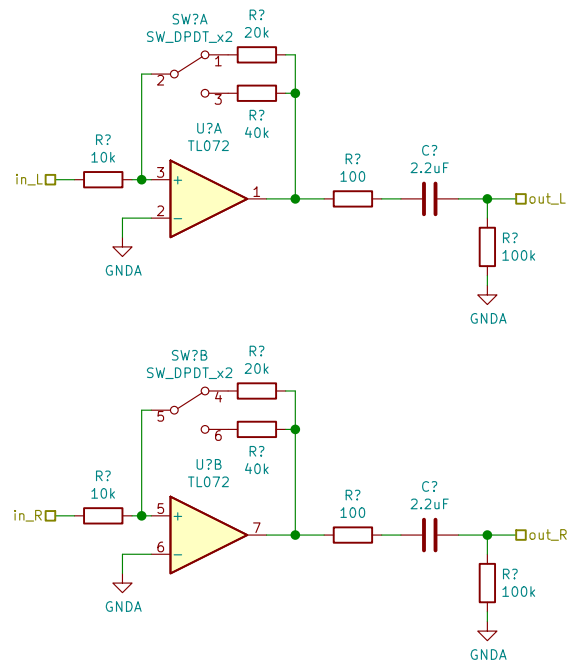 SW?A
SW_DPDT_x2
R?
20k
1
2
3
R?
40k
U?A
TL072
R?
10k
in_L
3
+
2
−
1
GNDA
R?
100
C?
2.2uF
out_L
R?
100k
GNDA
SW?B
SW_DPDT_x2
R?
20k
4
5
6
R?
40k
U?B
TL072
R?
10k
in_R
5
+
6
−
7
GNDA
R?
100
C?
2.2uF
out_R
R?
100k
GNDA